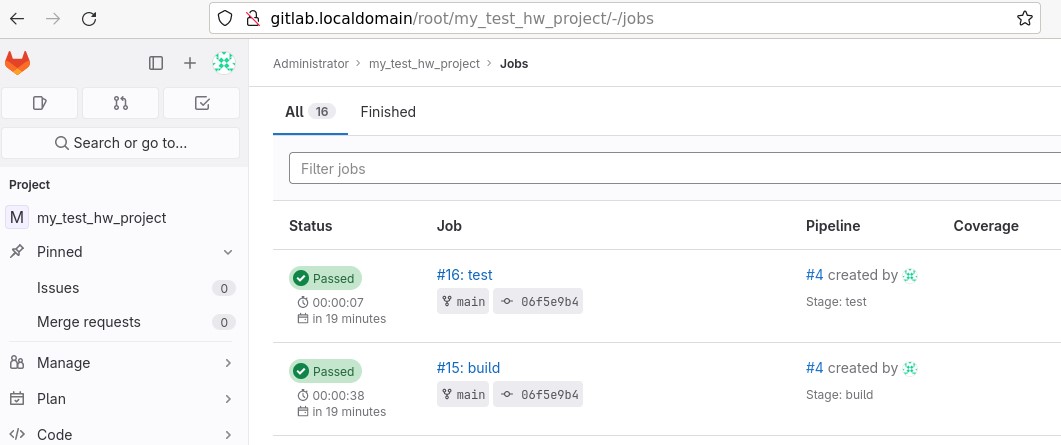 gitlab.localdomain/root/my_test_hw_project/-/jobs
Administrator > my_test_hw_project > Jobs
All 16 Finished
Search or go to...
Filter jobs
Project
M my_test_hw_project
Pinned
Issues 0
Merge requests 0
Manage
Plan
Code
Status Job Pipeline Coverage
Passed #16: test #4 created by
00:00:07 main 06f5e9b4 Stage: test
in 19 minutes
Passed #15: build #4 created by
00:00:38 main 06f5e9b4 Stage: build
in 19 minutes